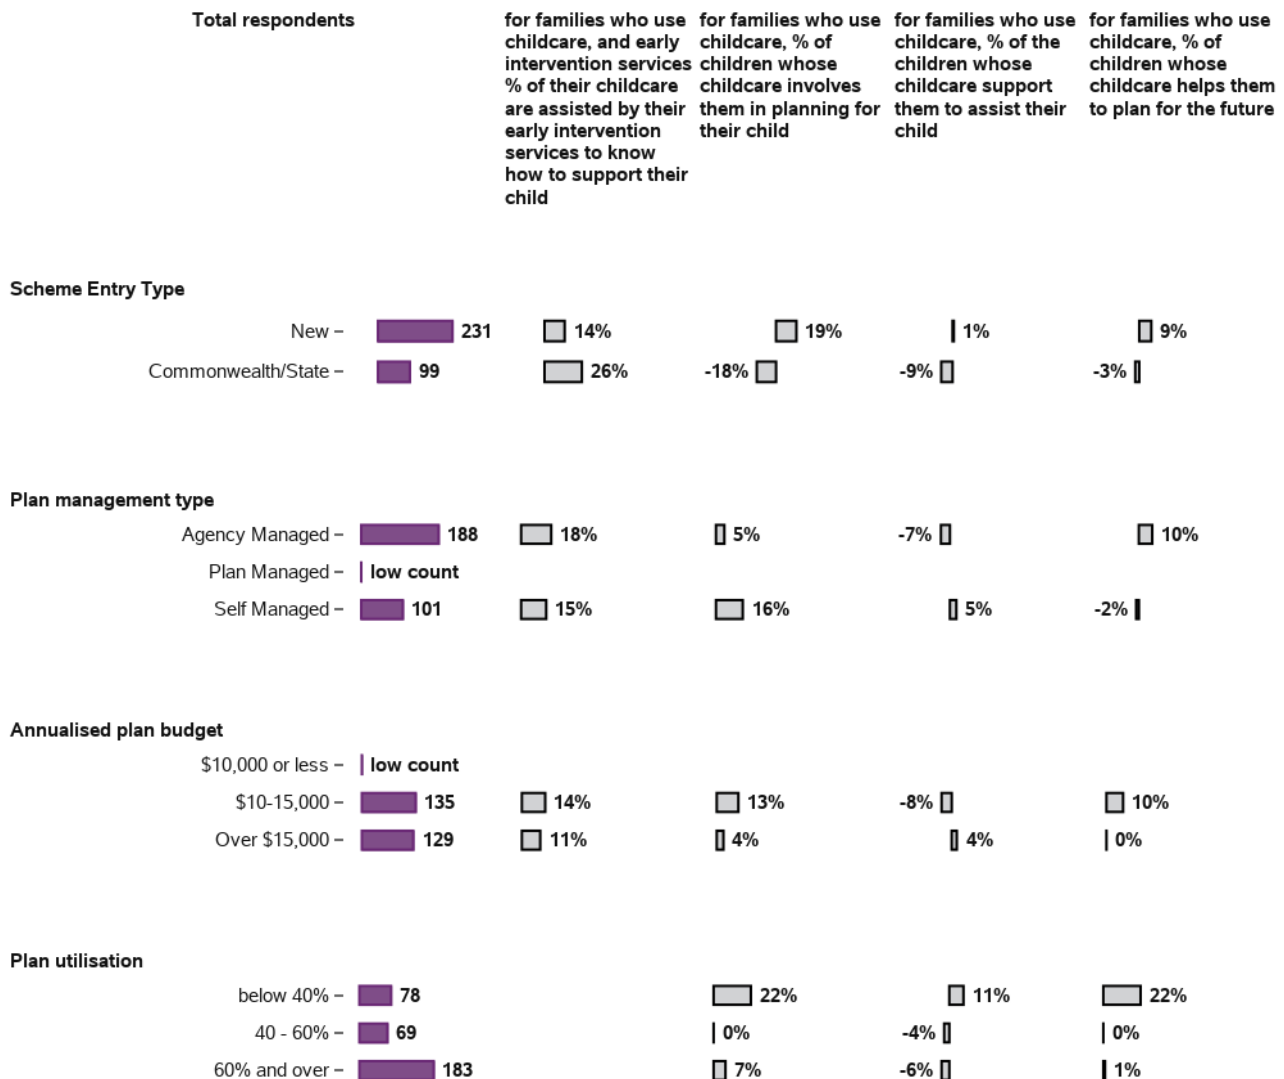 Total respondents
for families who use
childcare, and early
intervention services
% of their childcare
are assisted by their
early intervention
services to know
how to support their
child
for families who use
childcare, % of
children whose
childcare involves
them in planning for
their child
for families who use
childcare, % of the
children whose
childcare support
them to assist their
child
for families who use
childcare, % of
children whose
childcare helps them
to plan for the future
Scheme Entry Type
New – 231 14% 19% 1% 9%
Commonwealth/State – 99 26% -18% -9% -3%
Plan management type
Agency Managed – 188 18% 5% -7% 10%
Plan Managed – low count
Self Managed – 101 15% 16% 5% -2%
Annualised plan budget
$10,000 or less – low count
$10-15,000 – 135 14% 13% -8% 10%
Over $15,000 – 129 11% 4% 4% 0%
Plan utilisation
below 40% – 78 22% 11% 22%
40 - 60% – 69 0% -4% 0%
60% and over – 183 7% -6% 1%